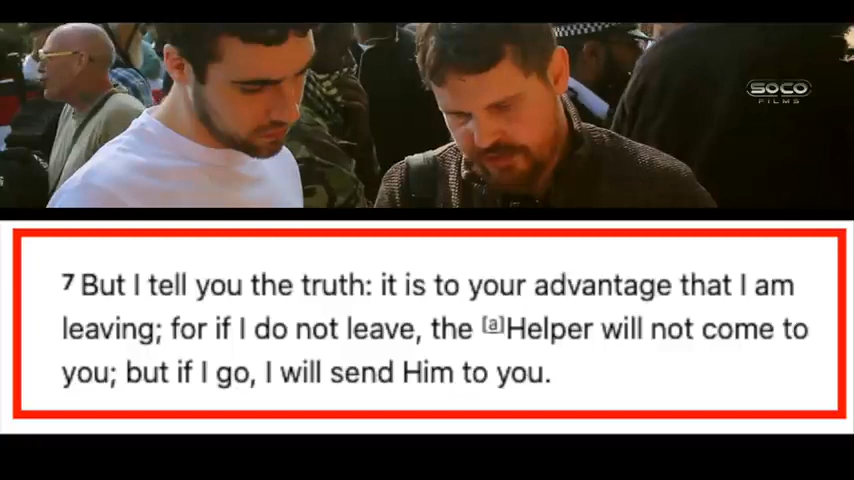 SOCO
FILMS
7 But I tell you the truth: it is to your advantage that I am
leaving; for if I do not leave, the [a]Helper will not come to
you; but if I go, I will send Him to you.